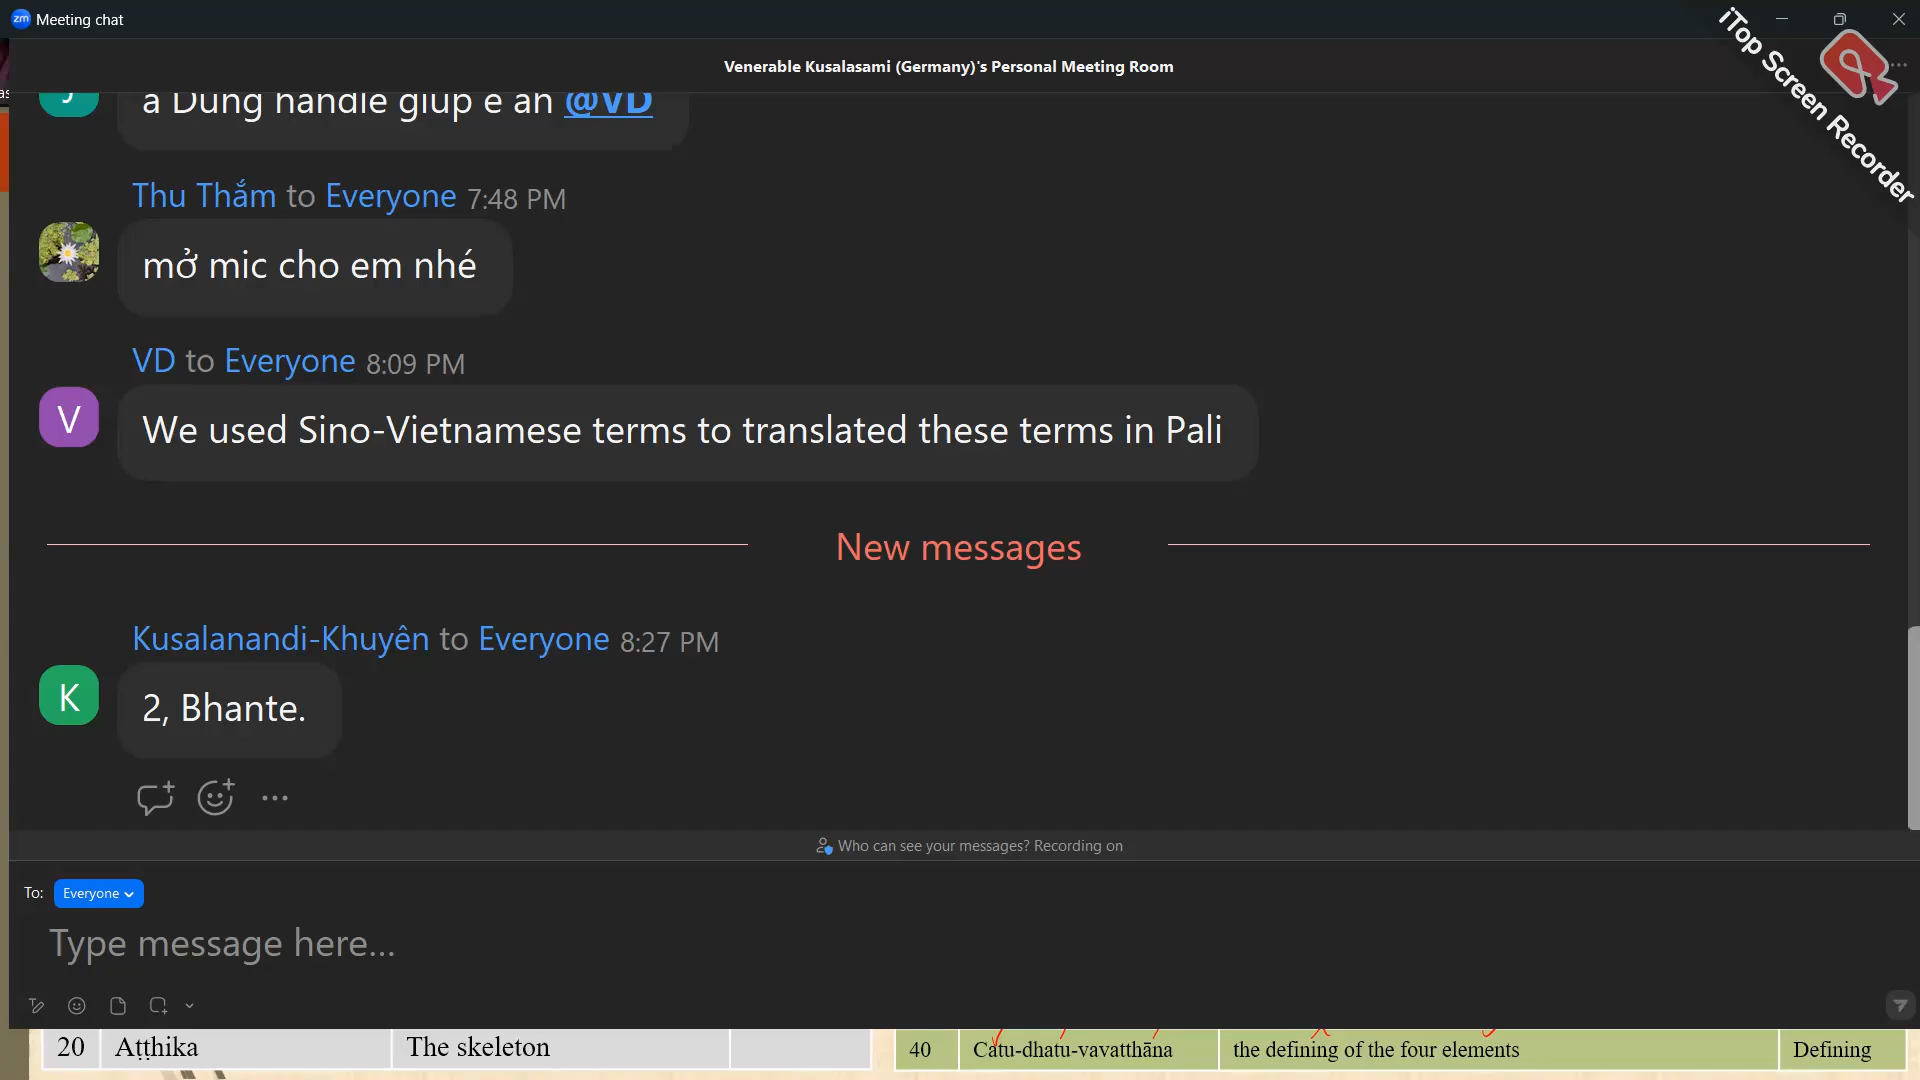 zm Meeting chat
iTop Screen Recorder
Venerable Kusalasami (Germany)'s Personal Meeting Room
a Dung handle giup e ah @VD
Thu Thắm to Everyone 7:48 PM
mở mic cho em nhé
VD to Everyone 8:09 PM
V
We used Sino-Vietnamese terms to translated these terms in Pali
New messages
Kusalanandi-Khuyên to Everyone 8:27 PM
K
2, Bhante.
Who can see your messages? Recording on
To: Everyone
Type message here...
20 Aṭṭhika The skeleton
40 Catu-dhatu-vavatthāna the defining of the four elements Defining